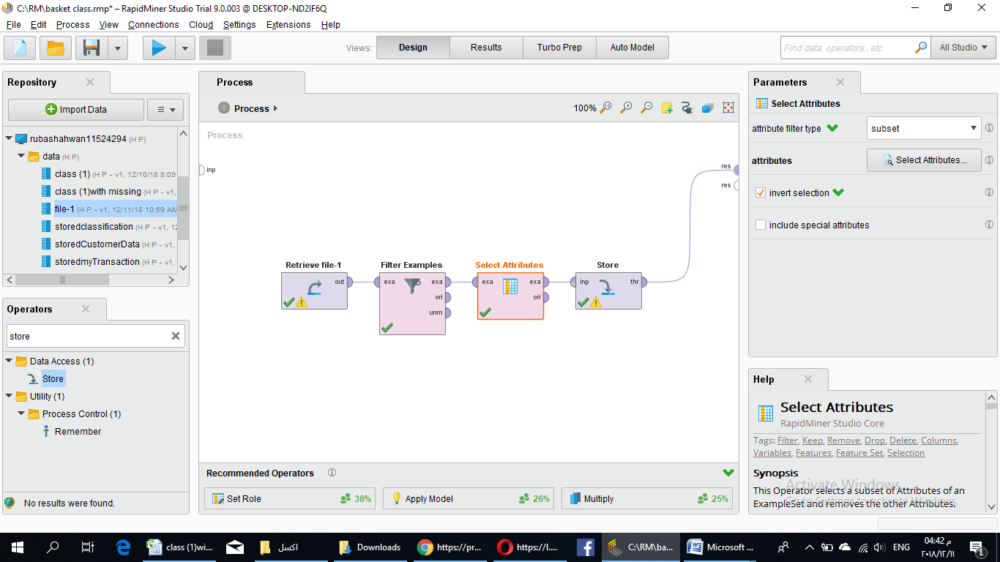 C:\RM\basket class.rmp* – RapidMiner Studio Trial 9.0.003 @ DESKTOP-ND2IF6Q
File Edit Process View Connections Cloud Settings Extensions Help
Views: Design Results Turbo Prep Auto Model
Find data, operators...etc All Studio
Repository
Import Data
rubashahwan11524294 (H P)
data (H P)
class (1) (H P - v1, 12/10/18 8:09
class (1)with missing (H P - v1,
file-1 (H P - v1, 12/11/18 10:59 AM
storedclassification (H P - v1, 12
storedCustomerData (H P - v1,
storedmyTransaction (H P - v1,
Operators
store
Data Access (1)
Store
Utility (1)
Process Control (1)
Remember
No results were found.
Process
Process
100%
Process
inp
res
res
Retrieve file-1 Filter Examples Select Attributes Store
out exa exa exa exa inp thr
ori ori
unm
Recommended Operators
Set Role 38% Apply Model 26% Multiply 25%
Parameters
Select Attributes
attribute filter type subset
attributes Select Attributes...
invert selection
include special attributes
Help
Select Attributes
RapidMiner Studio Core
Tags: Filter, Keep, Remove, Drop, Delete, Columns,
Variables, Features, Feature Set, Selection
Synopsis
This Operator selects a subset of Attributes of an
ExampleSet and removes the other Attributes.
Activate Windows
Go to Settings to activate Windows.
class (1)wi... اكسل Downloads https://pr... https://l.... C:\RM\ba... Microsoft ... ENG
04:42 م
٢٠١٨/١٢/١١
4